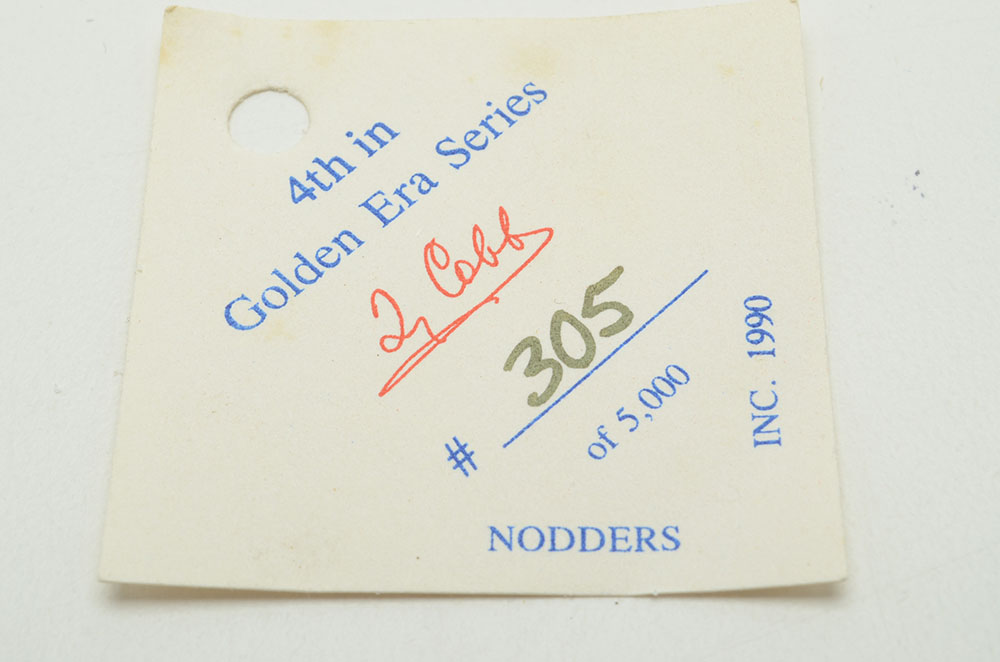 4th in
Golden Era Series
Ty Cobb
# 305
of 5,000
NODDERS
INC. 1990